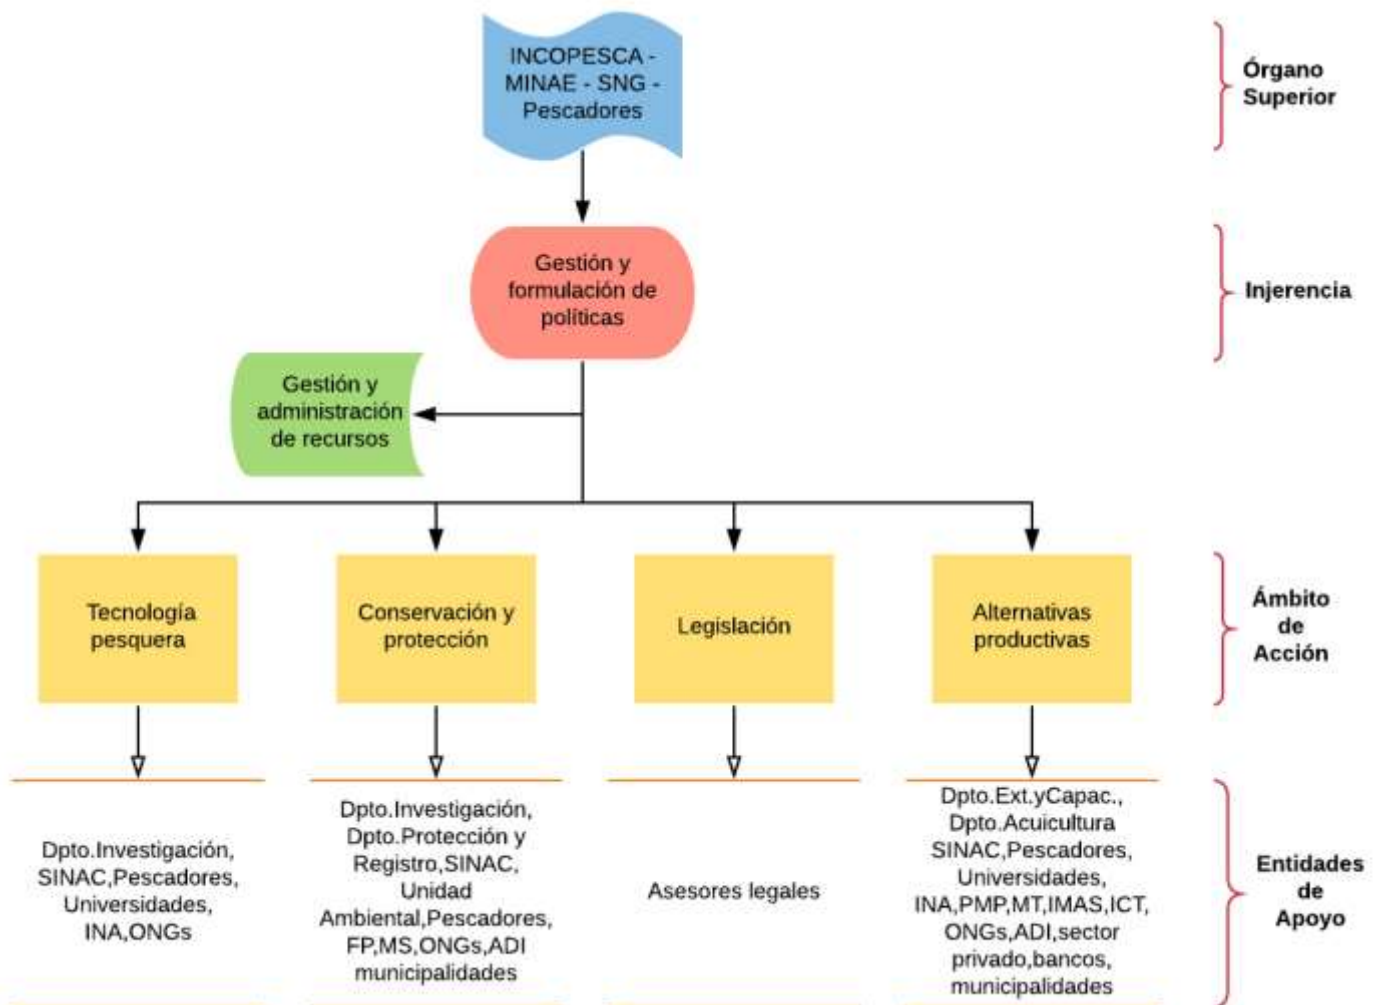 INCOPESCA -
MINAE - SNG -
Pescadores
Órgano
Superior
Gestión y
formulación de
políticas
Injerencia
Gestión y
administración
de recursos
Tecnología
pesquera
Conservación y
protección
Legislación
Alternativas
productivas
Ámbito
de
Acción
Dpto.Investigación,
SINAC,Pescadores,
Universidades,
INA,ONGs
Dpto.Investigación,
Dpto.Protección y
Registro,SINAC,
Unidad
Ambiental,Pescadores,
FP,MS,ONGs,ADI
municipalidades
Asesores legales
Dpto.Ext.yCapac.,
Dpto.Acuicultura
SINAC,Pescadores,
Universidades,
INA,PMP,MT,IMAS,ICT,
ONGs,ADI,sector
privado,bancos,
municipalidades
Entidades
de
Apoyo